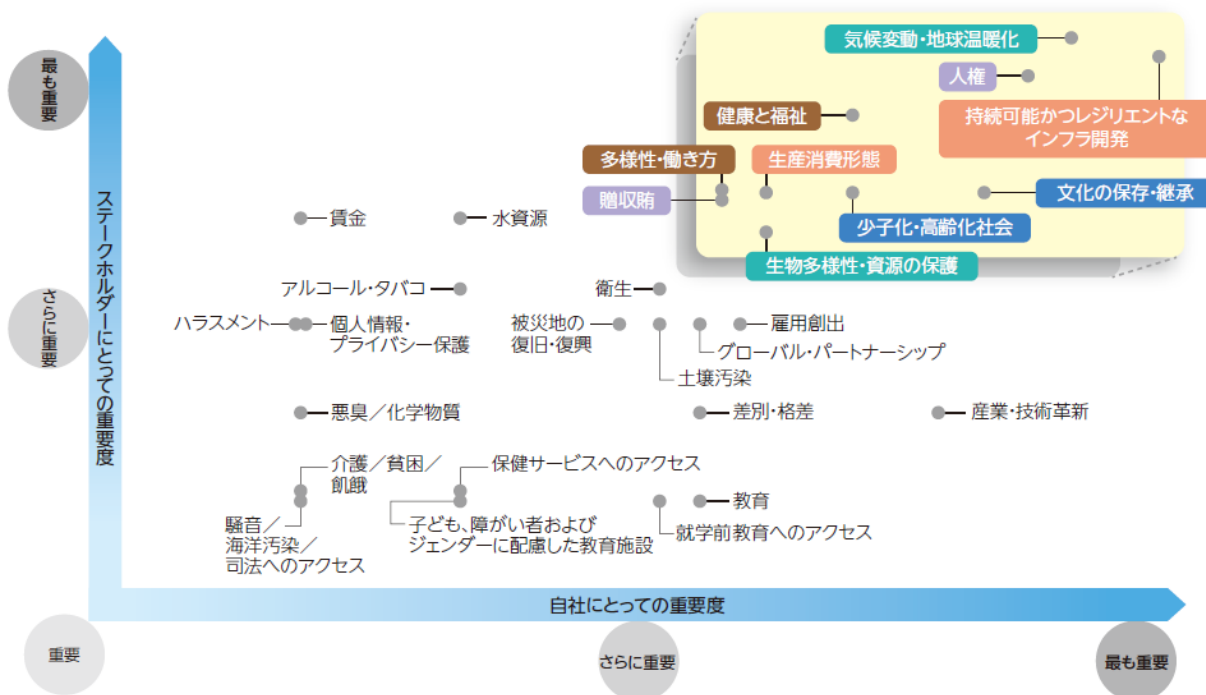 最も重要
さらに重要
ステークホルダーにとっての重要度
気候変動・地球温暖化
人権
持続可能かつレジリエントな
インフラ開発
健康と福祉
多様性・働き方
生産消費形態
贈収賄
文化の保存・継承
少子化・高齢化社会
生物多様性・資源の保護
賃金
水資源
アルコール・タバコ
衛生
ハラスメント
個人情報・
プライバシー保護
被災地の
復旧・復興
雇用創出
グローバル・パートナーシップ
土壌汚染
悪臭／化学物質
差別・格差
産業・技術革新
介護／貧困／
飢餓
保健サービスへのアクセス
騒音／
海洋汚染／
司法へのアクセス
子ども、障がい者および
ジェンダーに配慮した教育施設
教育
就学前教育へのアクセス
自社にとっての重要度
重要
さらに重要
最も重要